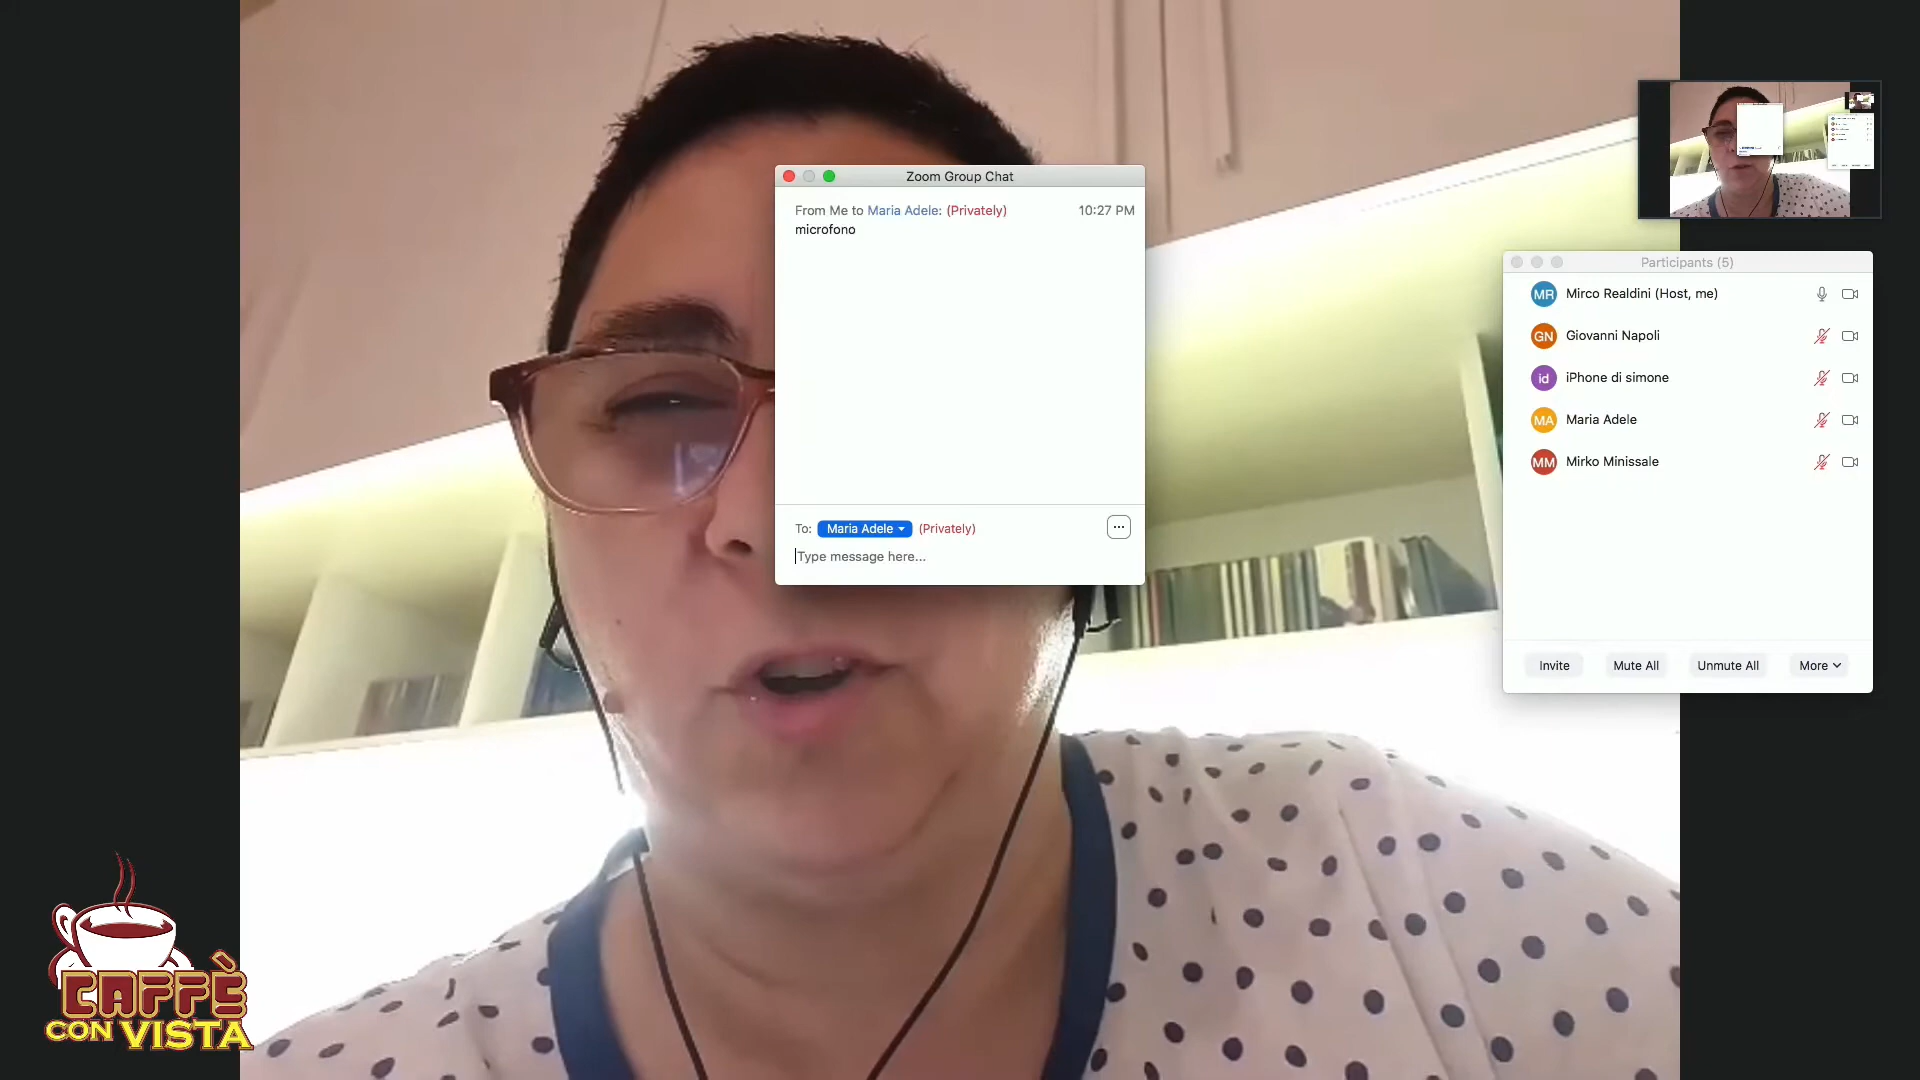 Zoom Group Chat
From Me to Maria Adele: (Privately) 10:27 PM
microfono
To: Maria Adele (Privately)
Type message here...
Participants (5)
MR Mirco Realdini (Host, me)
GN Giovanni Napoli
id iPhone di simone
MA Maria Adele
MM Mirko Minissale
Invite Mute All Unmute All More
CAFFÈ
CON VISTA